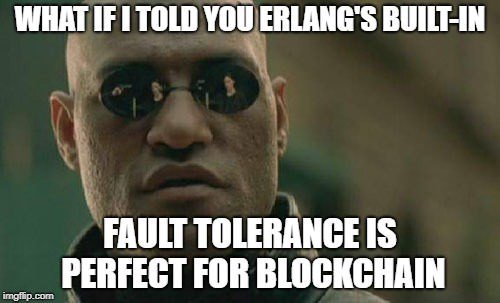 WHAT IF I TOLD YOU ERLANG'S BUILT-IN
FAULT TOLERANCE IS
PERFECT FOR BLOCKCHAIN
imgflip.com